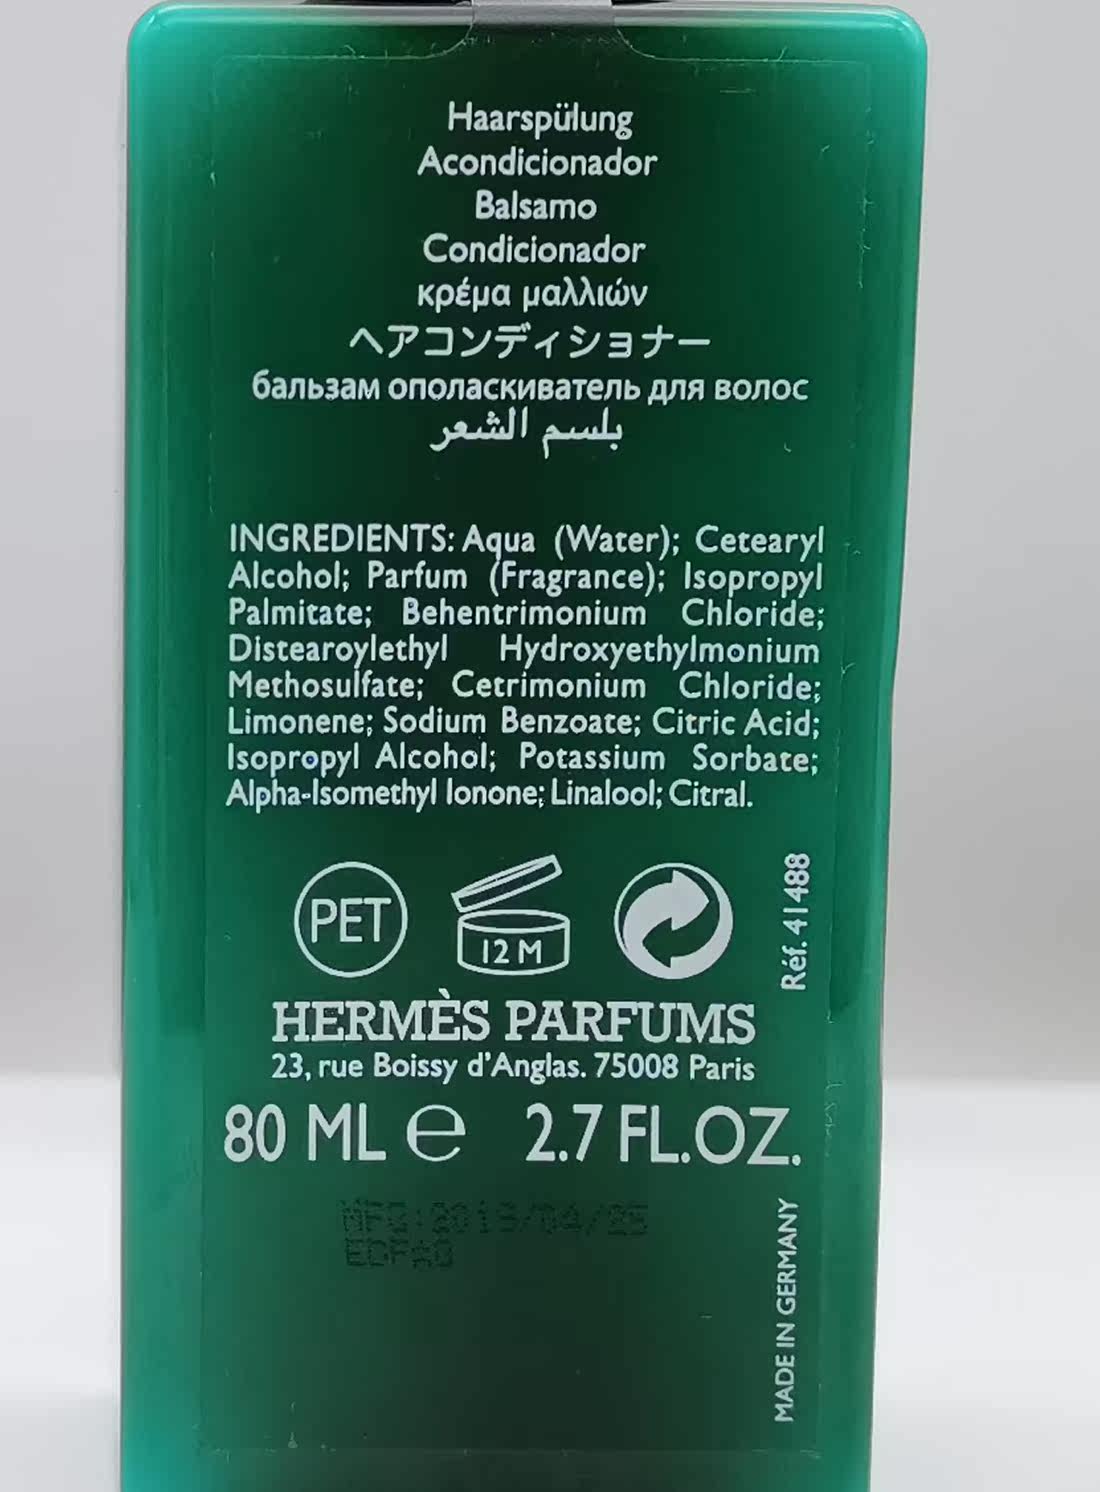 Haarspülung
Acondicionador
Balsamo
Condicionador
κρέμα μαλλιών
ヘアコンディショナー
бальзам ополаскиватель для волос
بلسم الشعر
INGREDIENTS: Aqua (Water); Cetearyl
Alcohol; Parfum (Fragrance); Isopropyl
Palmitate; Behentrimonium Chloride;
Distearoylethyl Hydroxyethylmonium
Methosulfate; Cetrimonium Chloride;
Limonene; Sodium Benzoate; Citric Acid;
Isopropyl Alcohol; Potassium Sorbate;
Alpha-Isomethyl Ionone; Linalool; Citral.
PET
12 M
Réf. 41488
HERMÈS PARFUMS
23, rue Boissy d'Anglas. 75008 Paris
80 ML ℮ 2.7 FL.OZ.
MADE IN GERMANY